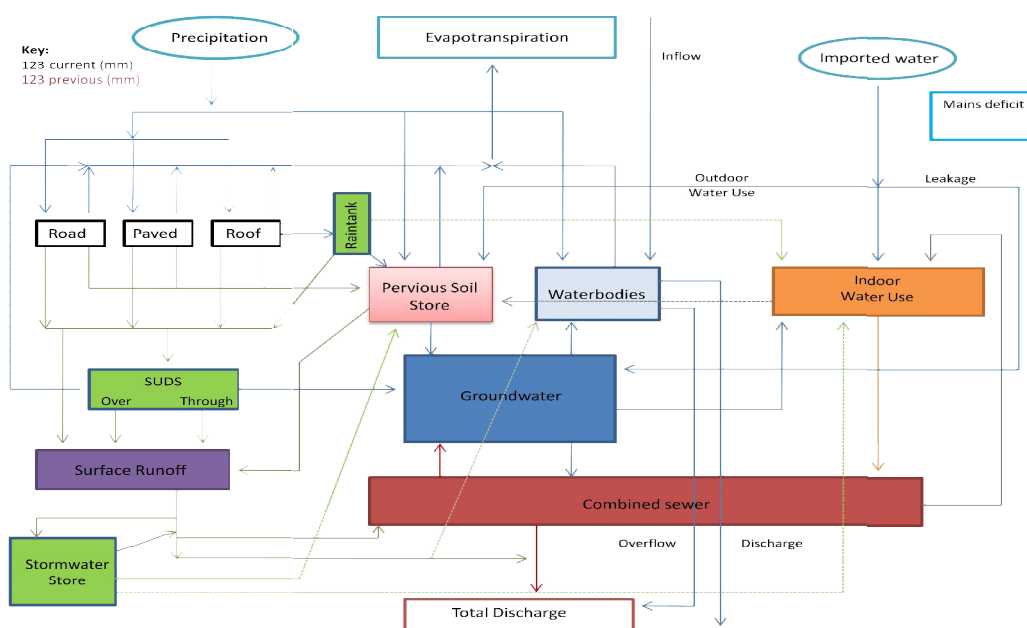 Precipitation
Evapotranspiration
Key:
123 current (mm)
123 previous (mm)
Inflow
Imported water
Mains deficit
Outdoor
Water Use
Leakage
Road
Paved
Roof
Raintank
Pervious Soil
Store
Waterbodies
Indoor
Water Use
SUDS
Over
Through
Groundwater
Surface Runoff
Combined sewer
Overflow
Discharge
Stormwater
Store
Total Discharge